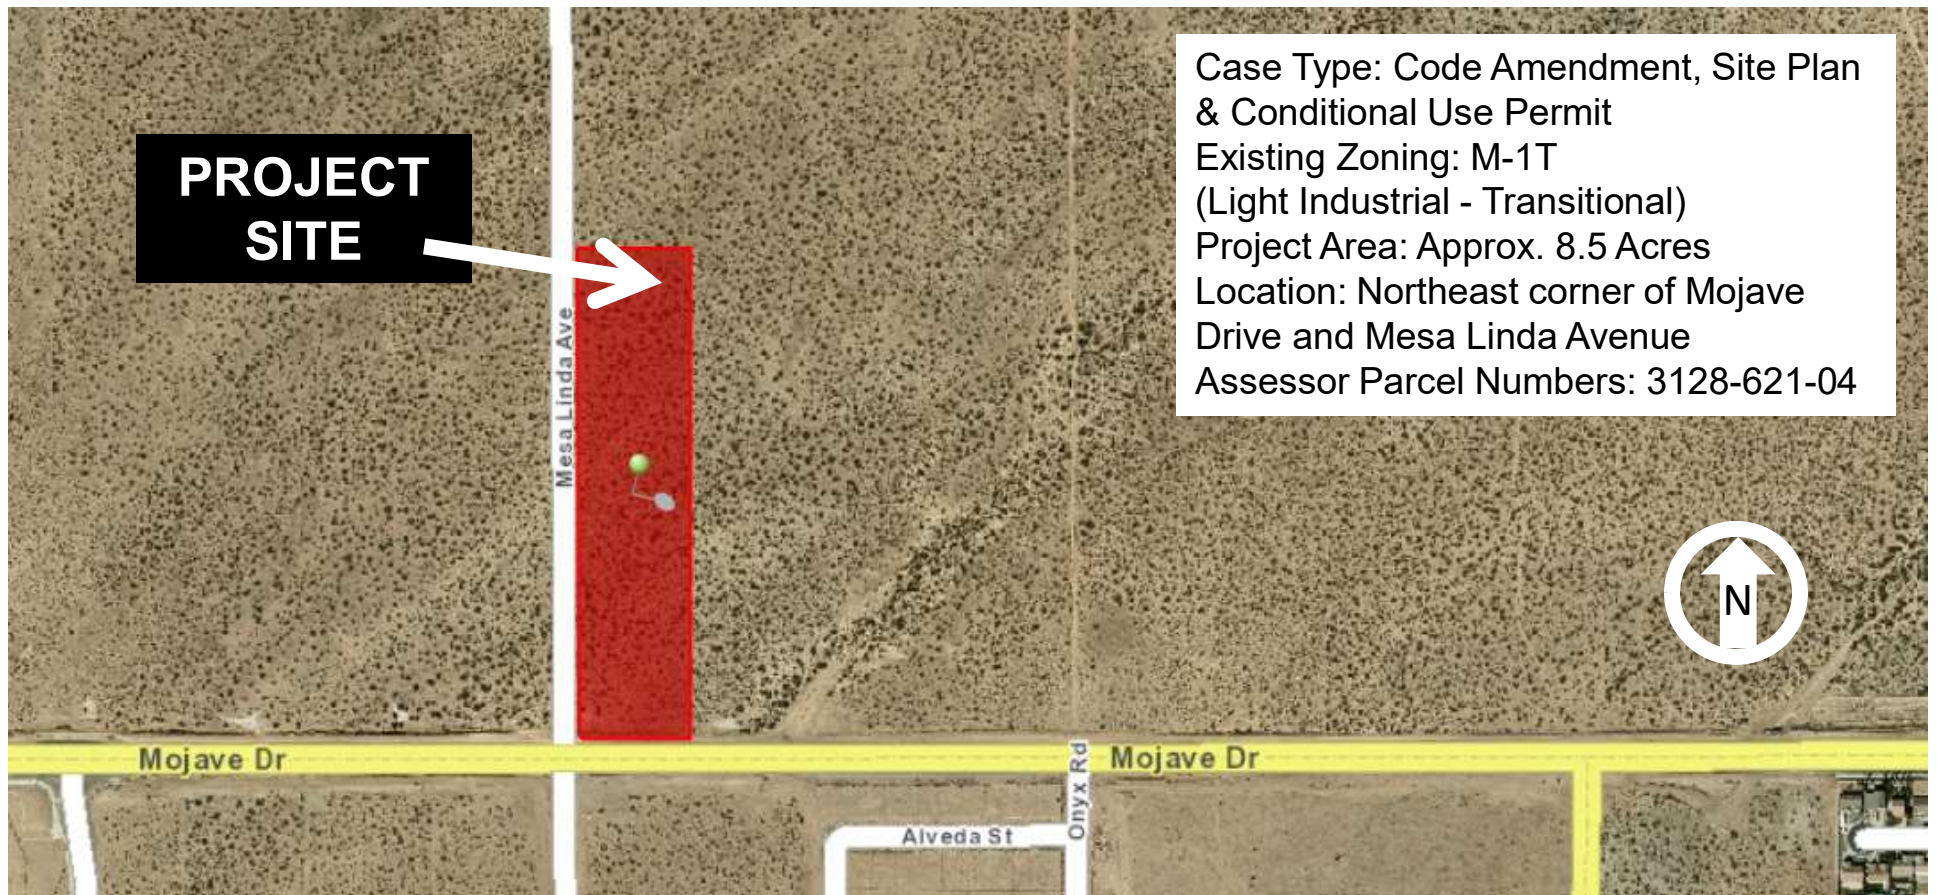 Case Type: Code Amendment, Site Plan
& Conditional Use Permit
Existing Zoning: M-1T
(Light Industrial - Transitional)
Project Area: Approx. 8.5 Acres
Location: Northeast corner of Mojave
Drive and Mesa Linda Avenue
Assessor Parcel Numbers: 3128-621-04
PROJECT
SITE
Mesa Linda Ave
N
Mojave Dr
Mojave Dr
Onyx Rd
Alveda St